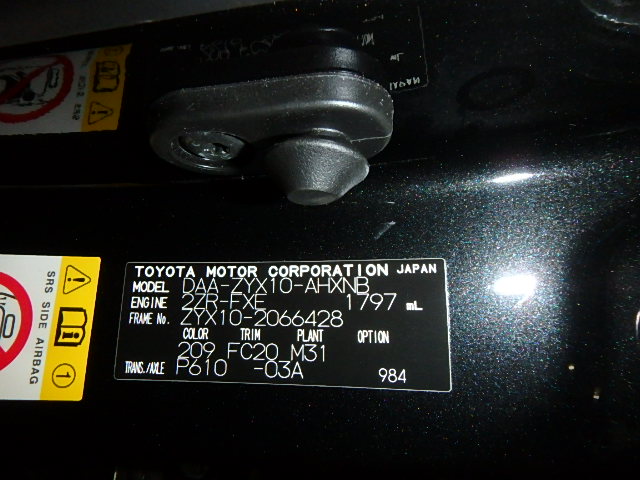 TOYOTA MOTOR CORPORATION JAPAN
MODEL DAA-ZYX10-AHXNB
ENGINE 2ZR-FXE 1797 mL
FRAME No. ZYX10-2066428
COLOR TRIM PLANT OPTION
209 FC20 M31
TRANS./AXLE P610 -03A 984
SRS SIDE AIRBAG
1